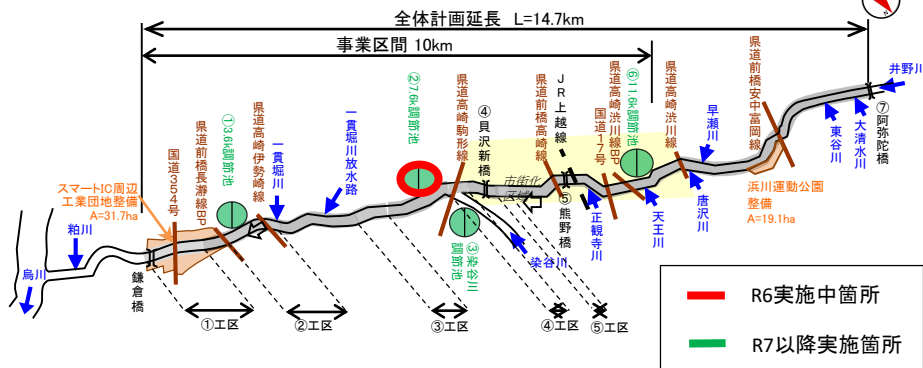 全体計画延長 L=14.7km
事業区間 10km
N
井野川
⑦阿弥陀橋
大清水川
東谷川
県道前橋安中富岡線
浜川運動公園
整備
A=19.1ha
早瀬川
唐沢川
県道高崎渋川線
天王川
⑥11.6k調節池
県道高崎渋川線BP
国道17号
正観寺川
JR上越線
⑤熊野橋
県道前橋高崎線
市街化
区域
④貝沢新橋
染谷川
県道高崎駒形線
③染谷川
調節池
②7.6k調節池
一貫堀川放水路
一貫堀川
県道高崎伊勢崎線
①3.6k調節池
県道前橋長瀞線BP
国道354号
スマートIC周辺
工業団地整備
A=31.7ha
鎌倉橋
粕川
烏川
①工区
②工区
③工区
④工区
⑤工区
R6実施中箇所
R7以降実施箇所